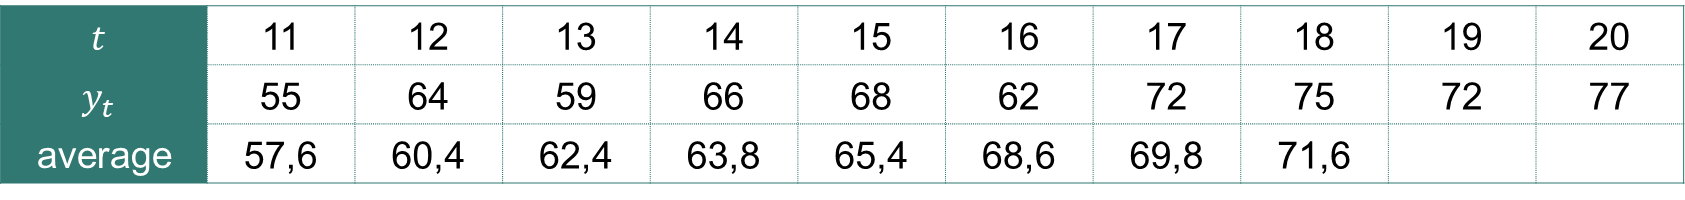 t 11 12 13 14 15 16 17 18 19 20
yt 55 64 59 66 68 62 72 75 72 77
average 57,6 60,4 62,4 63,8 65,4 68,6 69,8 71,6